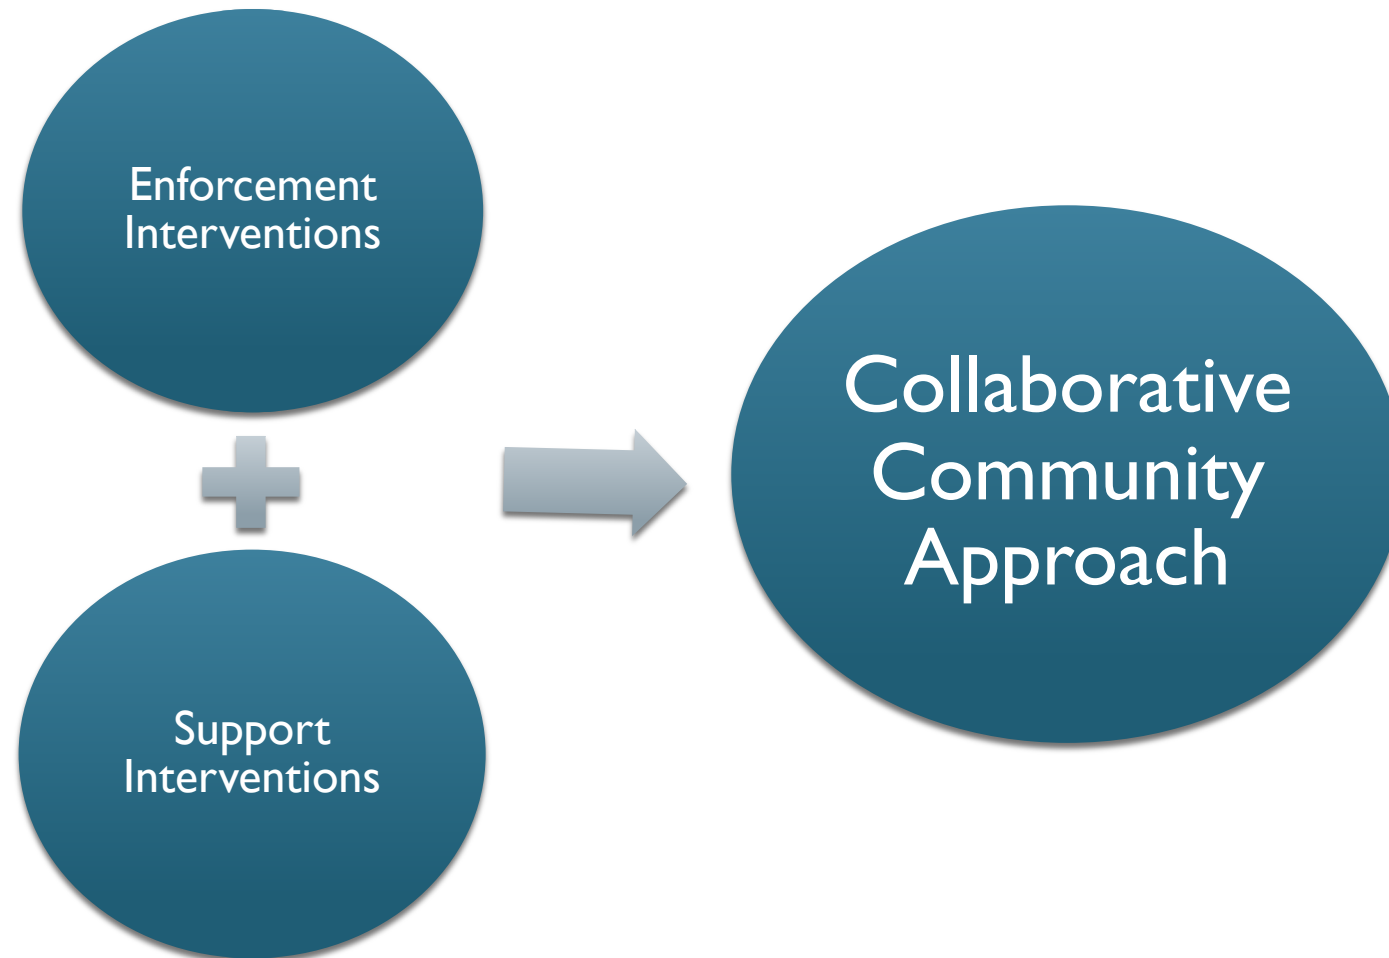 Enforcement
Interventions
Support
Interventions
Collaborative
Community
Approach